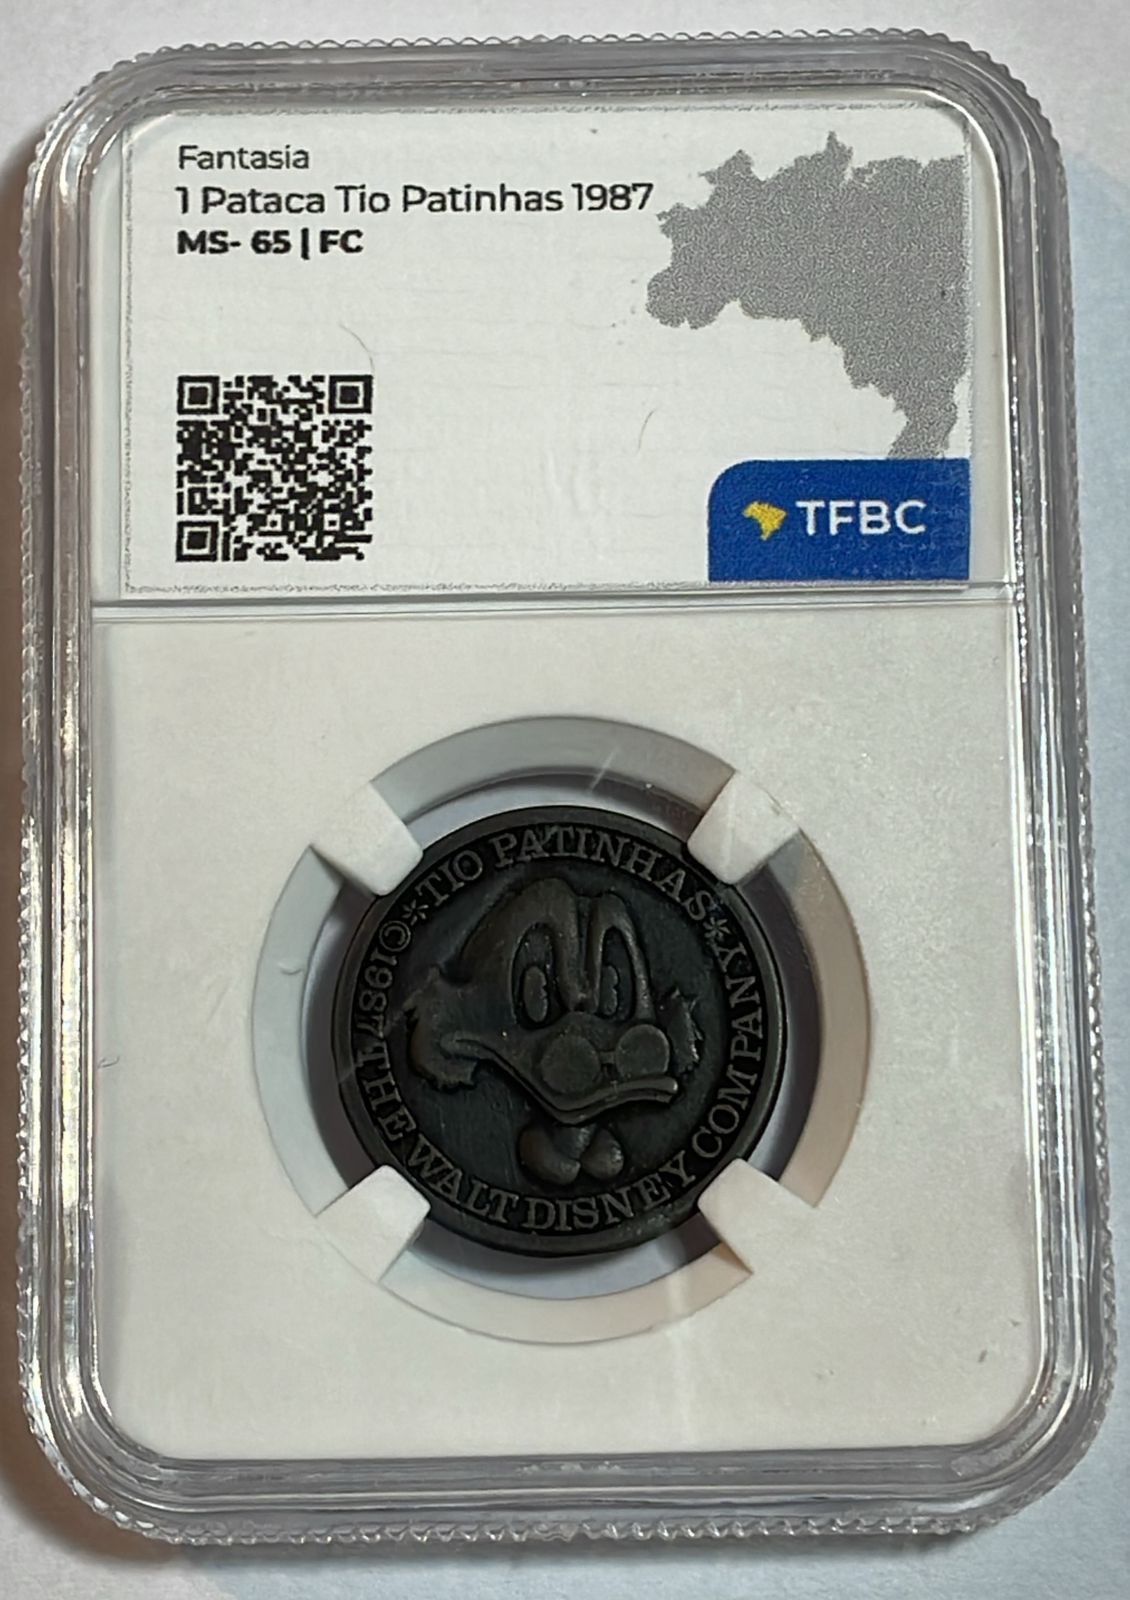 Fantasia
1 Pataca Tio Patinhas 1987
MS- 65 | FC
TFBC
*TIO PATINHAS*
©1987 THE WALT DISNEY COMPANY